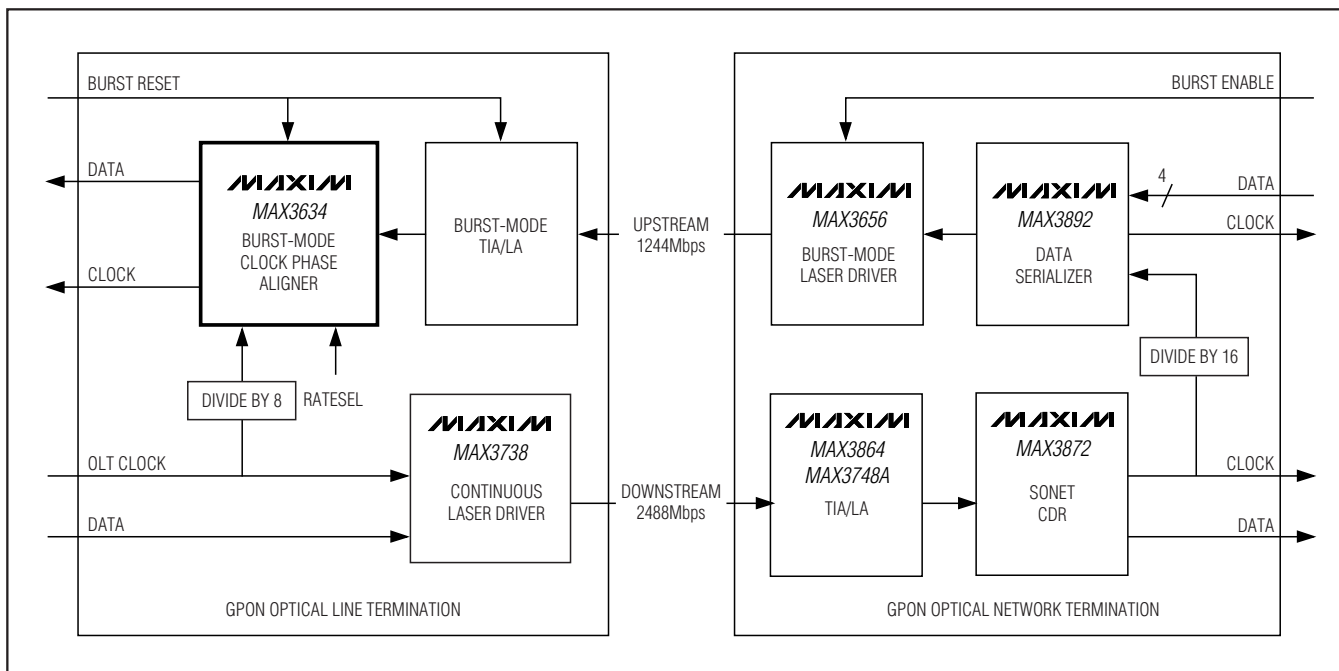 BURST RESET
DATA
CLOCK
MAXIM
MAX3634
BURST-MODE
CLOCK PHASE
ALIGNER
BURST-MODE
TIA/LA
DIVIDE BY 8
RATESEL
OLT CLOCK
DATA
MAXIM
MAX3738
CONTINUOUS
LASER DRIVER
GPON OPTICAL LINE TERMINATION
UPSTREAM
1244Mbps
DOWNSTREAM
2488Mbps
BURST ENABLE
MAXIM
MAX3656
BURST-MODE
LASER DRIVER
MAXIM
MAX3892
DATA
SERIALIZER
4
DATA
CLOCK
DIVIDE BY 16
MAXIM
MAX3864
MAX3748A
TIA/LA
MAXIM
MAX3872
SONET
CDR
CLOCK
DATA
GPON OPTICAL NETWORK TERMINATION